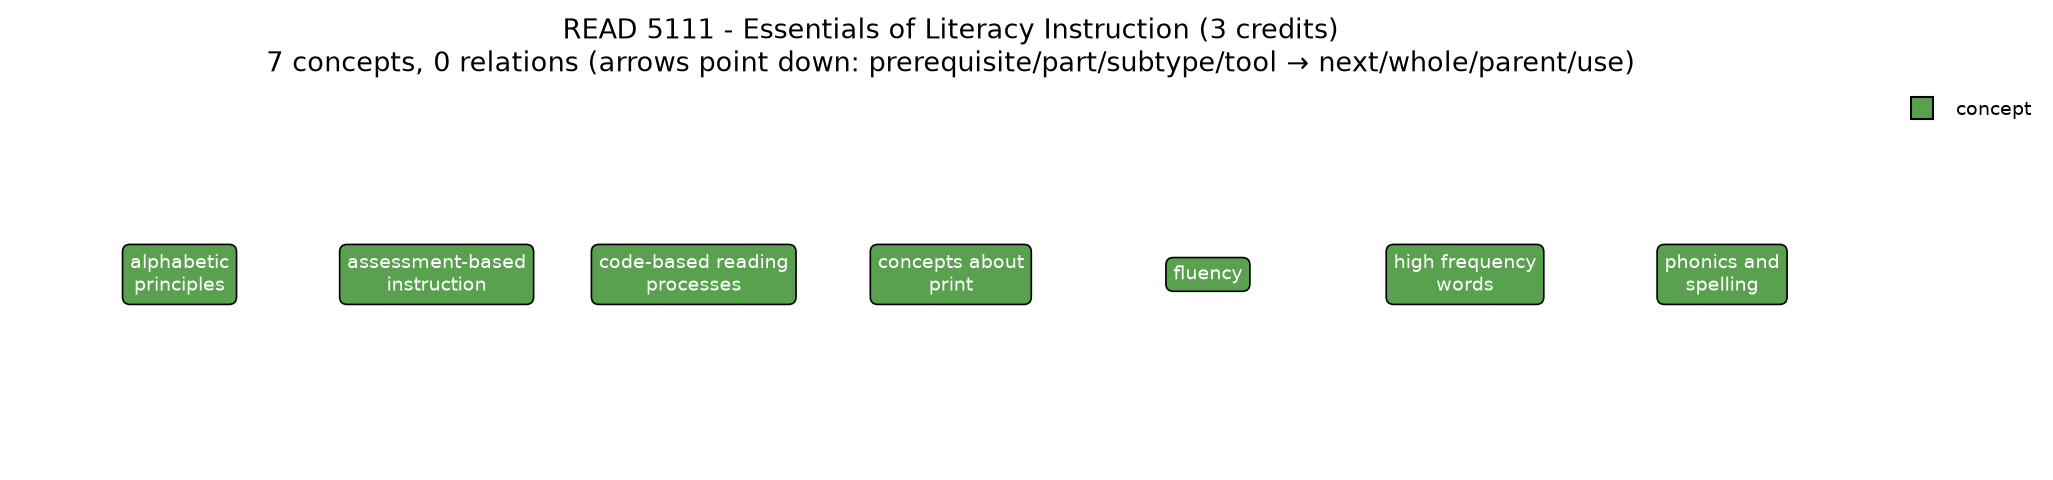 READ 5111 - Essentials of Literacy Instruction (3 credits)
7 concepts, 0 relations (arrows point down: prerequisite/part/subtype/tool → next/whole/parent/use)
concept
alphabetic
principles
assessment-based
instruction
code-based reading
processes
concepts about
print
fluency
high frequency
words
phonics and
spelling